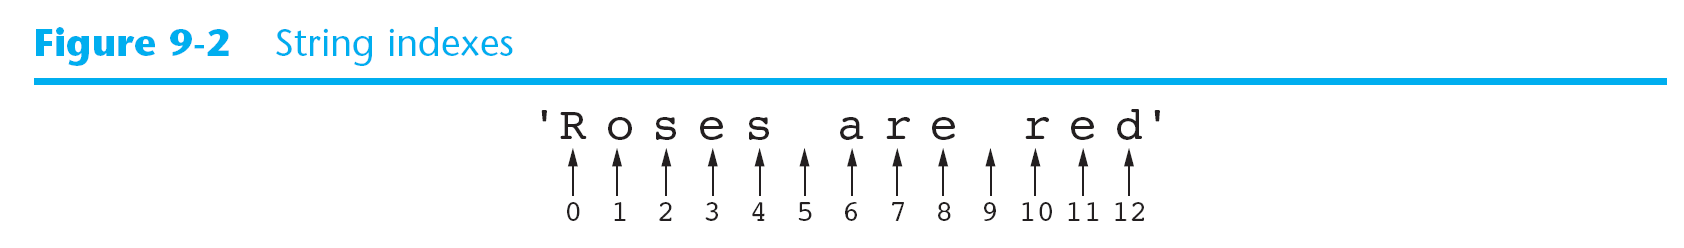 Figure 9-2 String indexes
'Roses are red'
0 1 2 3 4 5 6 7 8 9 10 11 12